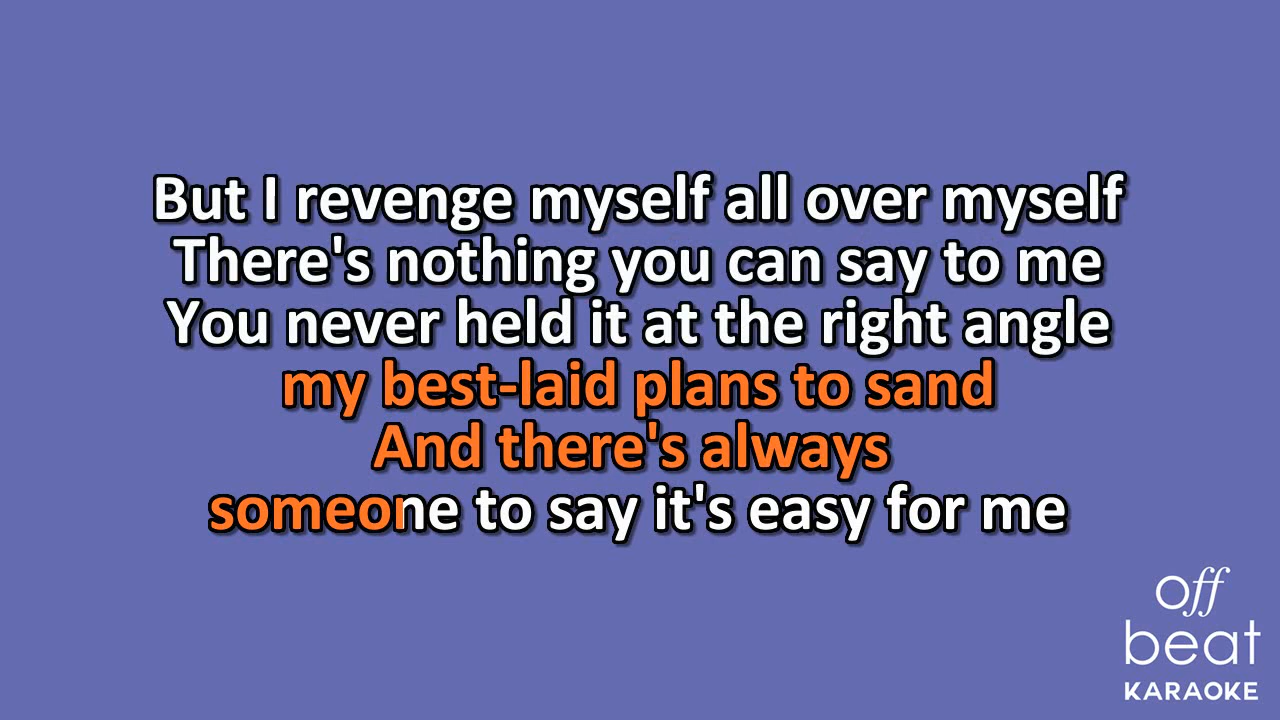 But I revenge myself all over myself
There's nothing you can say to me
You never held it at the right angle
my best-laid plans to sand
And there's always
someone to say it's easy for me
off
beat
KARAOKE